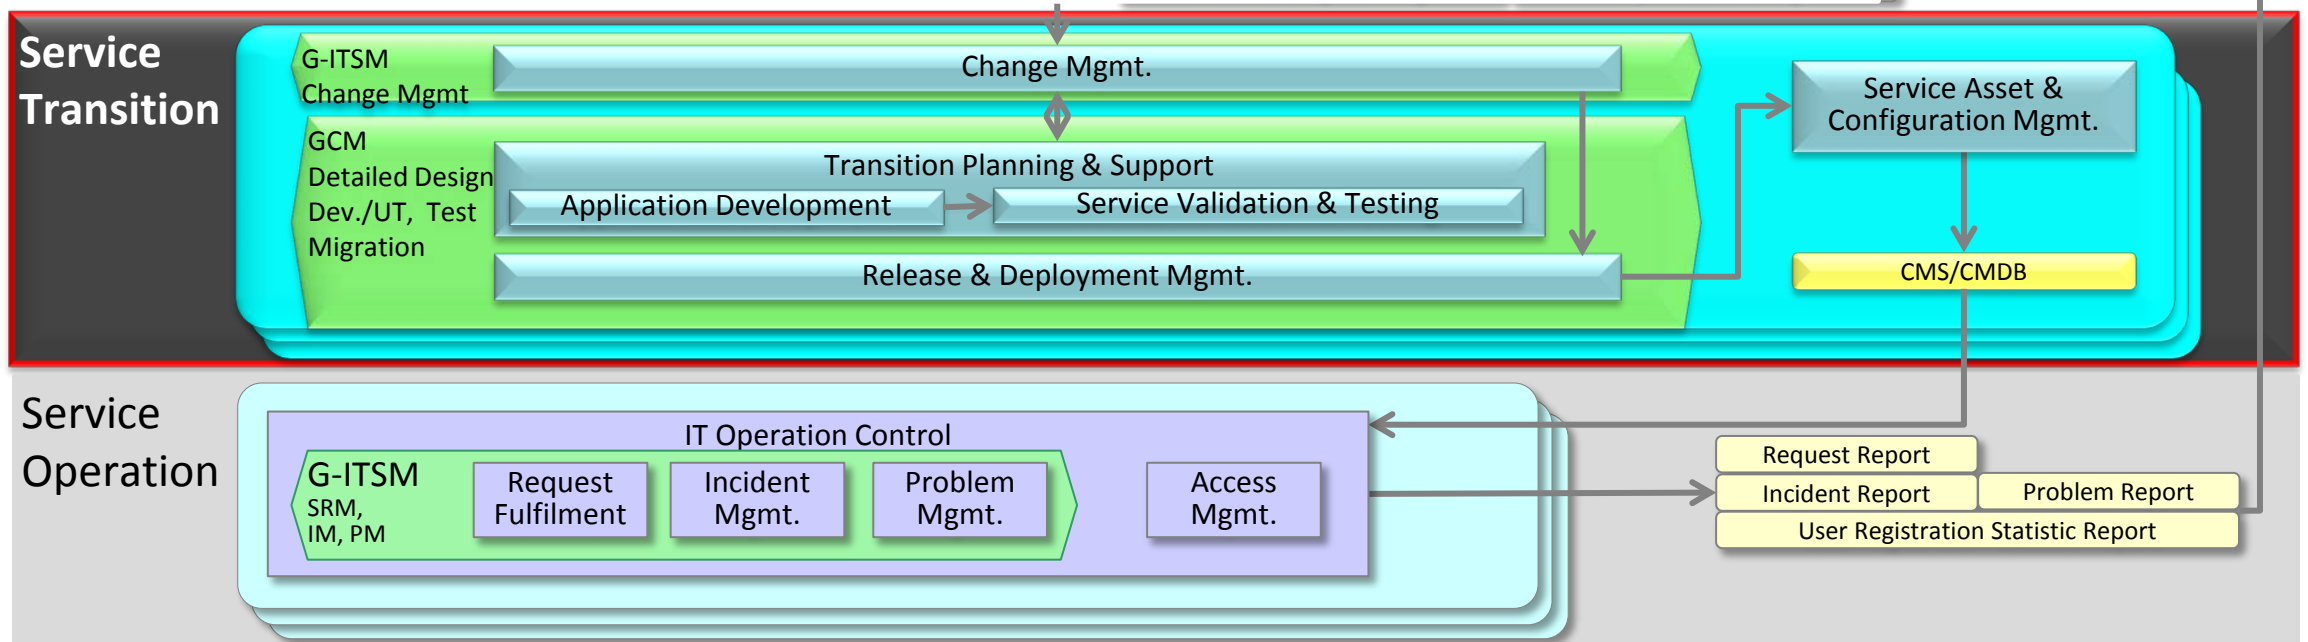 Service
Transition
G-ITSM
Change Mgmt
Change Mgmt.
GCM
Detailed Design
Dev./UT, Test
Migration
Transition Planning & Support
Application Development
Service Validation & Testing
Release & Deployment Mgmt.
Service Asset &
Configuration Mgmt.
CMS/CMDB
Service
Operation
IT Operation Control
G-ITSM
SRM,
IM, PM
Request
Fulfilment
Incident
Mgmt.
Problem
Mgmt.
Access
Mgmt.
Request Report
Incident Report
Problem Report
User Registration Statistic Report